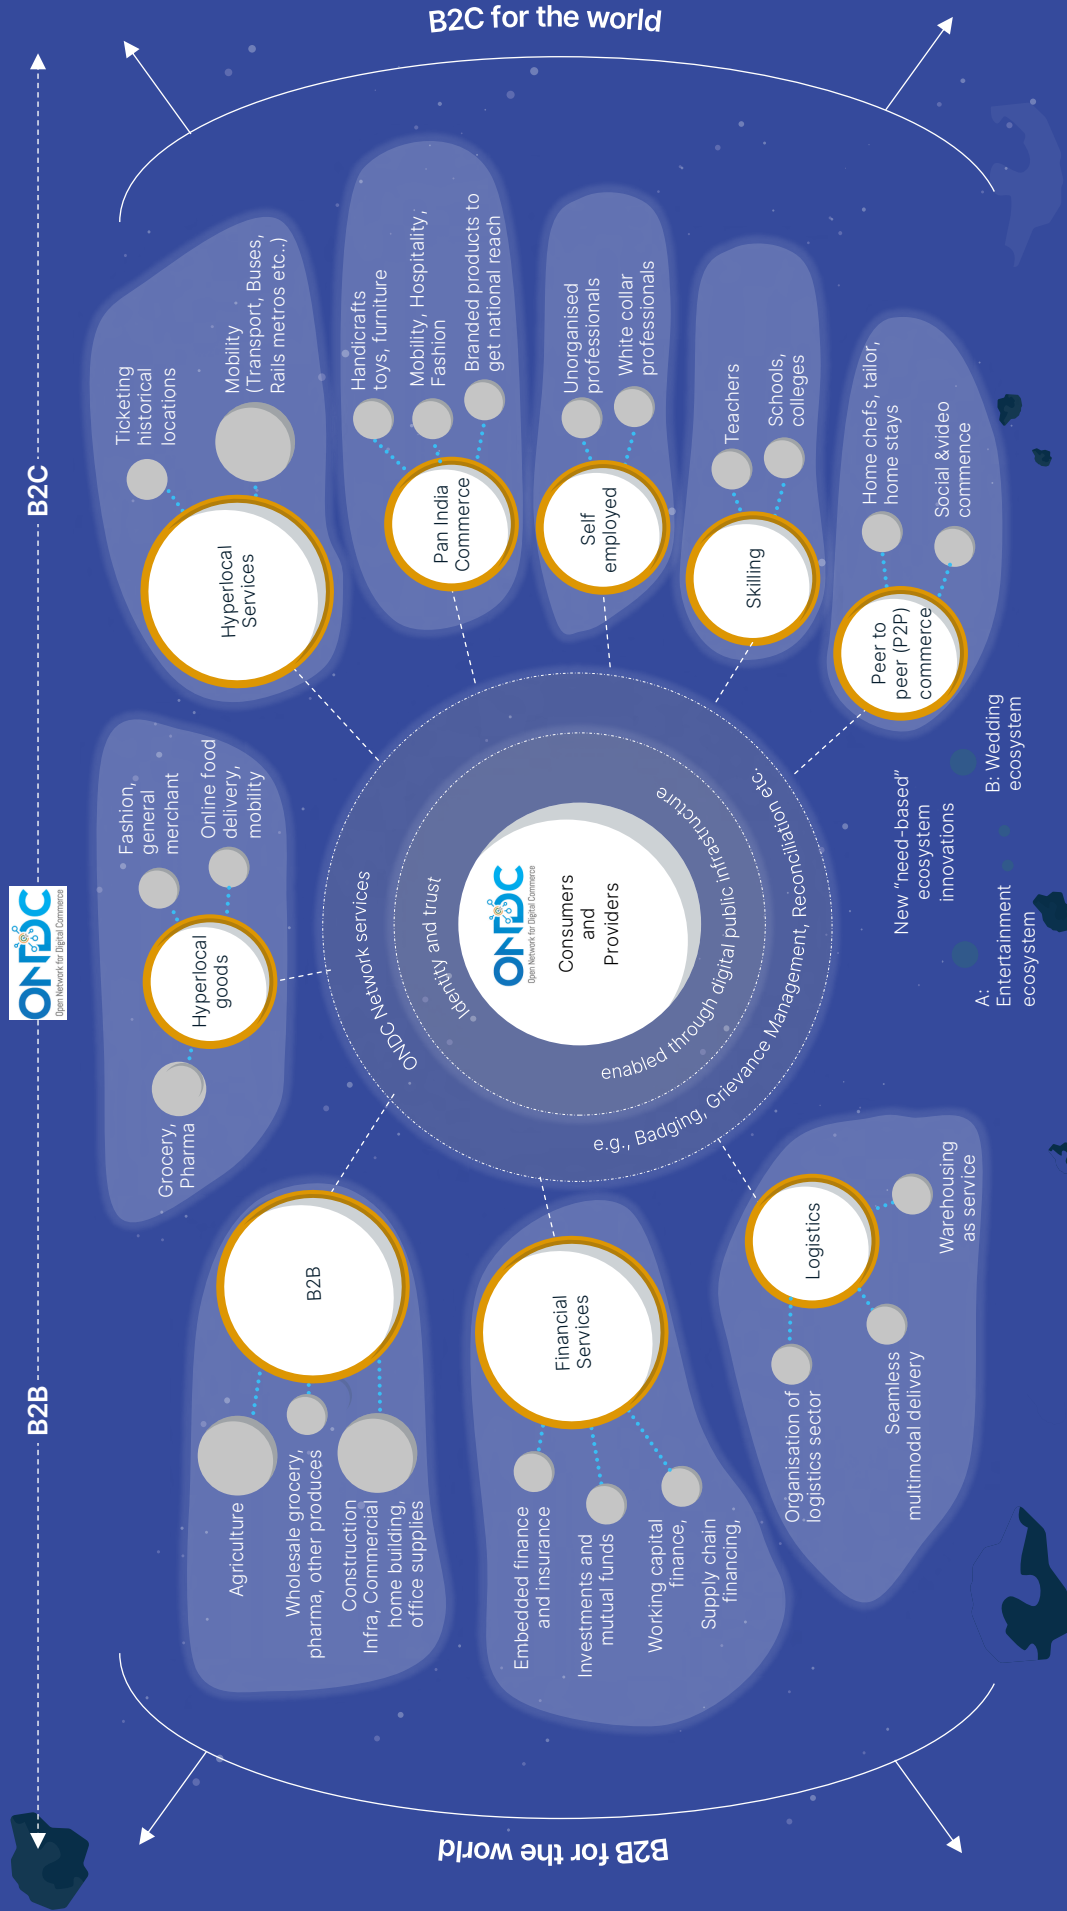 B2B
ONDC
Open Network for Digital Commerce
B2C
B2B for the world
B2C for the world
B2B
Agriculture
Wholesale grocery,
pharma, other produces
Construction
Infra, Commercial
home building,
office supplies
Financial
Services
Embedded finance
and insurance
Investments and
mutual funds
Working capital
finance,
Supply chain
financing,
Logistics
Organisation of
logistics sector
Seamless
multimodal delivery
Warehousing
as service
Hyperlocal
goods
Grocery,
Pharma
Fashion,
general
merchant
Online food
delivery,
mobility
ONDC Network services
Identity and trust
ONDC
Open Network for Digital Commerce
Consumers
and
Providers
enabled through digital public infrastructure
e.g., Badging, Grievance Management, Reconciliation etc.
Hyperlocal
Services
Ticketing
historical
locations
Mobility
(Transport, Buses,
Rails metros etc..)
Pan India
Commerce
Handicrafts
toys, furniture
Mobility, Hospitality,
Fashion
Branded products to
get national reach
Self
employed
Unorganised
professionals
White collar
professionals
Skilling
Teachers
Schools,
colleges
Peer to
peer (P2P)
commerce
Home chefs, tailor,
home stays
Social &video
commence
New “need-based”
ecosystem
innovations
A:
Entertainment
ecosystem
B: Wedding
ecosystem